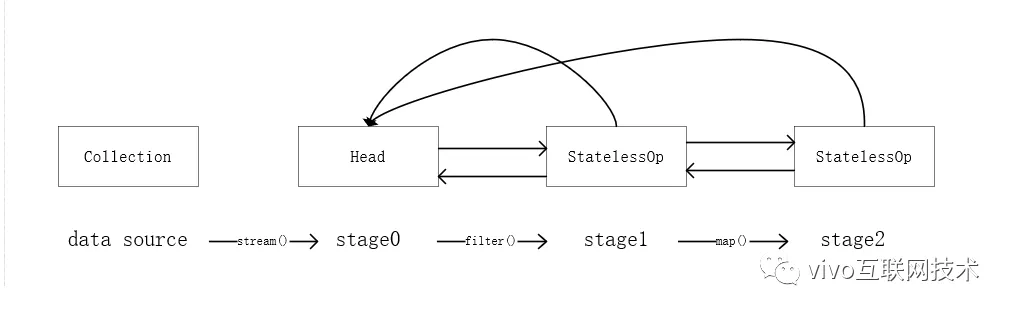 Collection
Head
StatelessOp
StatelessOp
data source
stream()
stage0
filter()
stage1
map()
stage2
vivo互联网技术